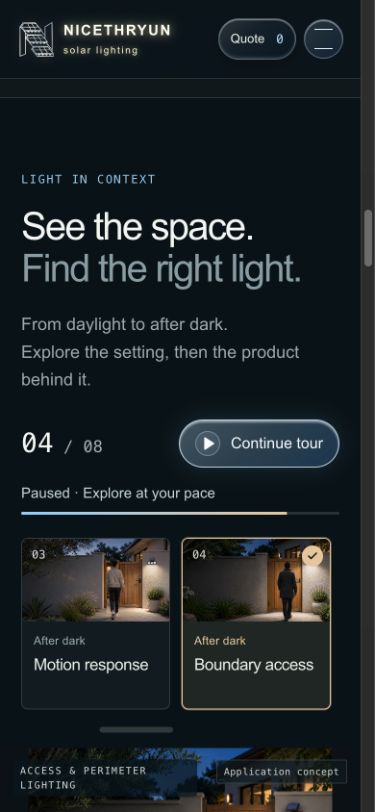 NICETHRYUN
solar lighting
Quote 0
LIGHT IN CONTEXT
See the space.
Find the right light.
From daylight to after dark.
Explore the setting, then the product
behind it.
04 / 08
Continue tour
Paused · Explore at your pace
03
After dark
Motion response
04
After dark
Boundary access
ACCESS & PERIMETER
LIGHTING
Application concept